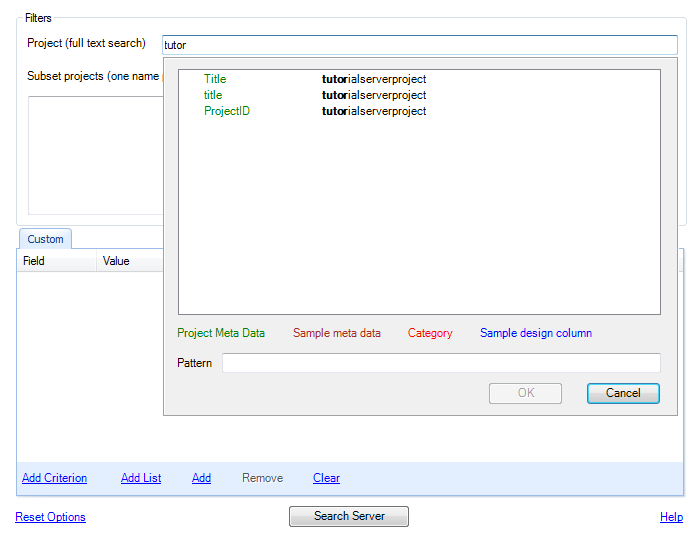 Filters
Project (full text search) tutor
Subset projects (one name
Title tutorialserverproject
title tutorialserverproject
ProjectID tutorialserverproject
Project Meta Data Sample meta data Category Sample design column
Pattern
OK Cancel
Custom
Field Value
Add Criterion Add List Add Remove Clear
Reset Options Search Server Help